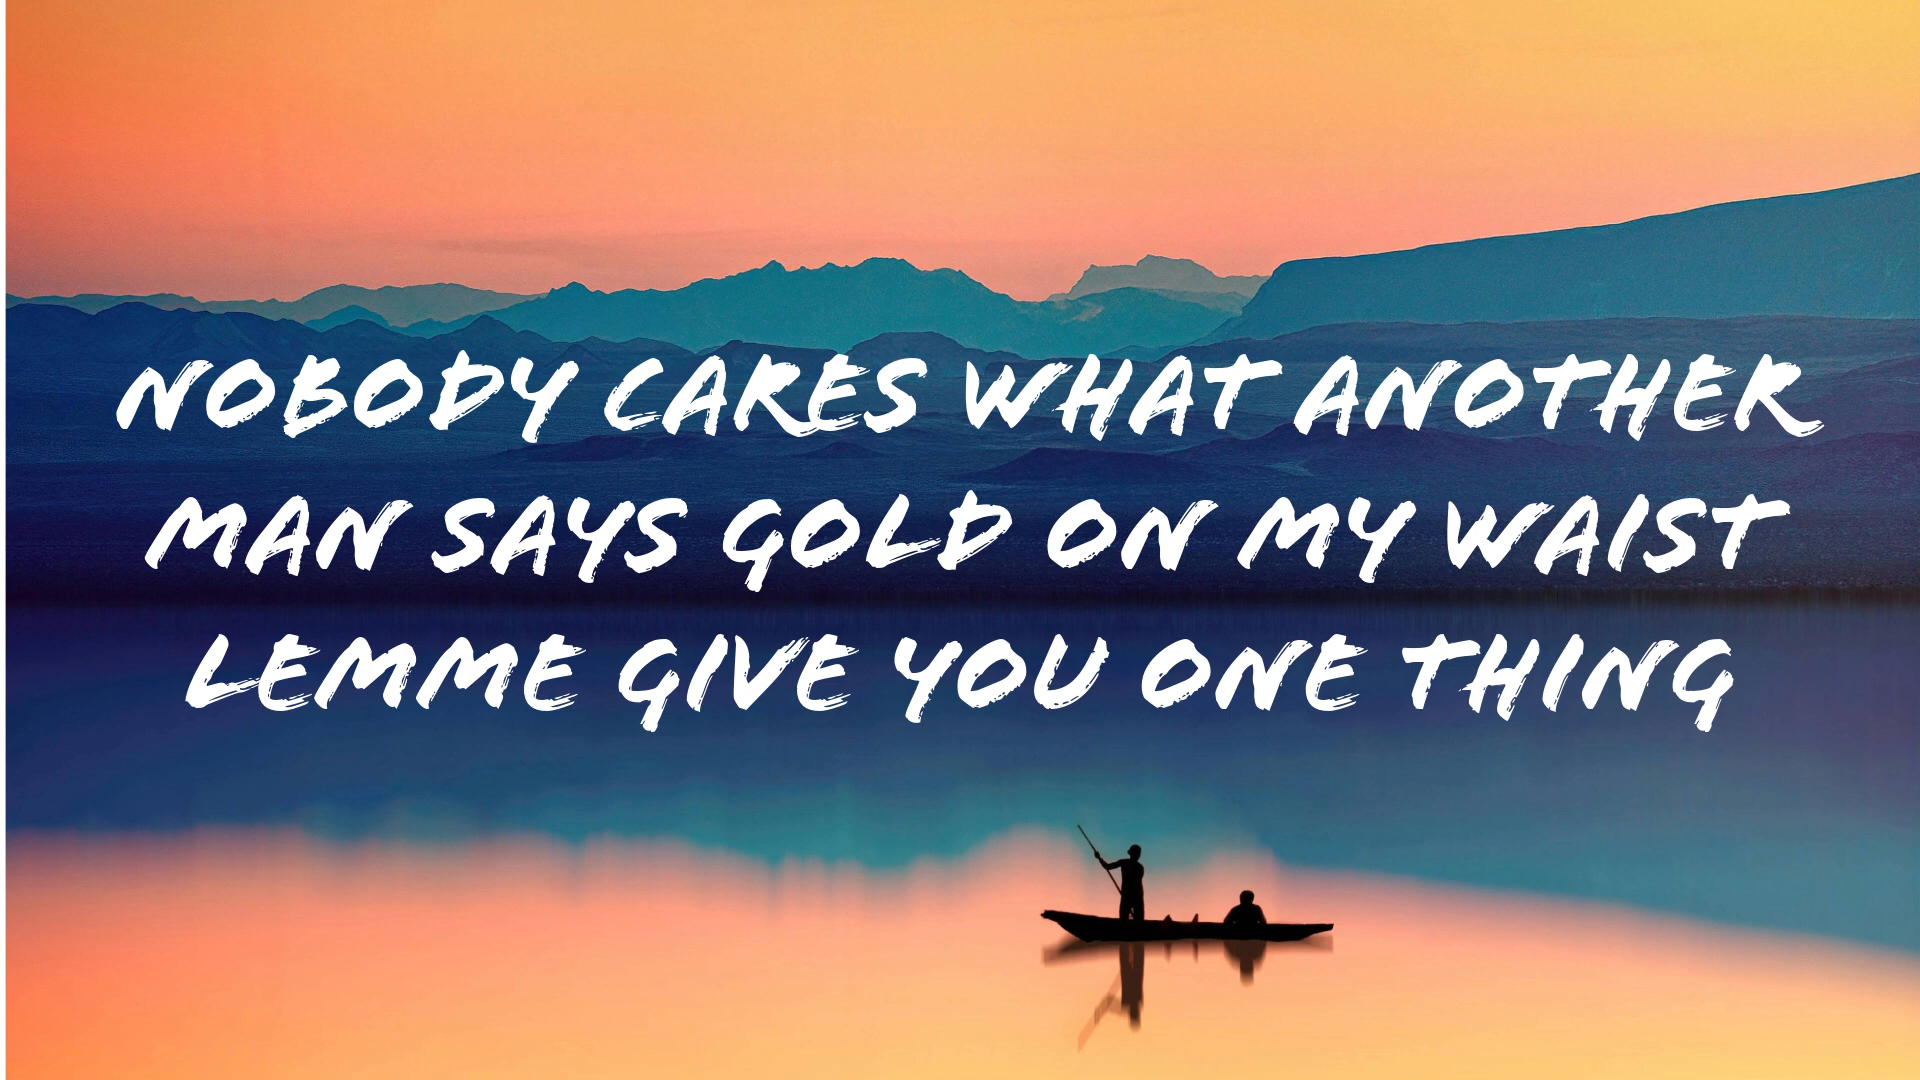 NOBODY CARES WHAT ANOTHER
MAN SAYS GOLD ON MY WAIST
LEMME GIVE YOU ONE THING